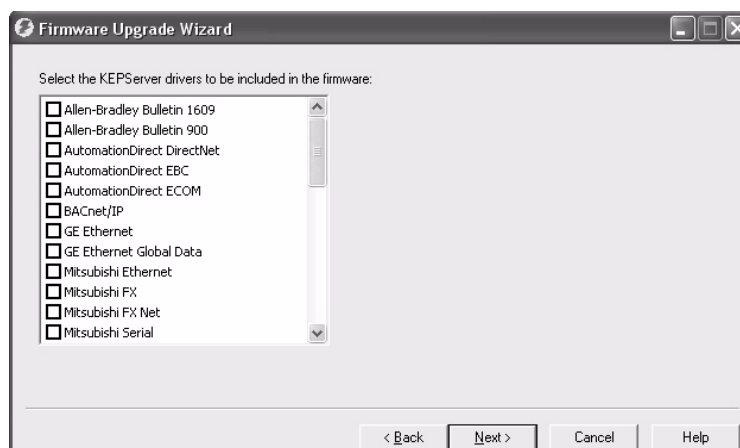 Firmware Upgrade Wizard
Select the KEPServer drivers to be included in the firmware:
Allen-Bradley Bulletin 1609
Allen-Bradley Bulletin 900
AutomationDirect DirectNet
AutomationDirect EBC
AutomationDirect ECOM
BACnet/IP
GE Ethernet
GE Ethernet Global Data
Mitsubishi Ethernet
Mitsubishi FX
Mitsubishi FX Net
Mitsubishi Serial
< Back Next > Cancel Help